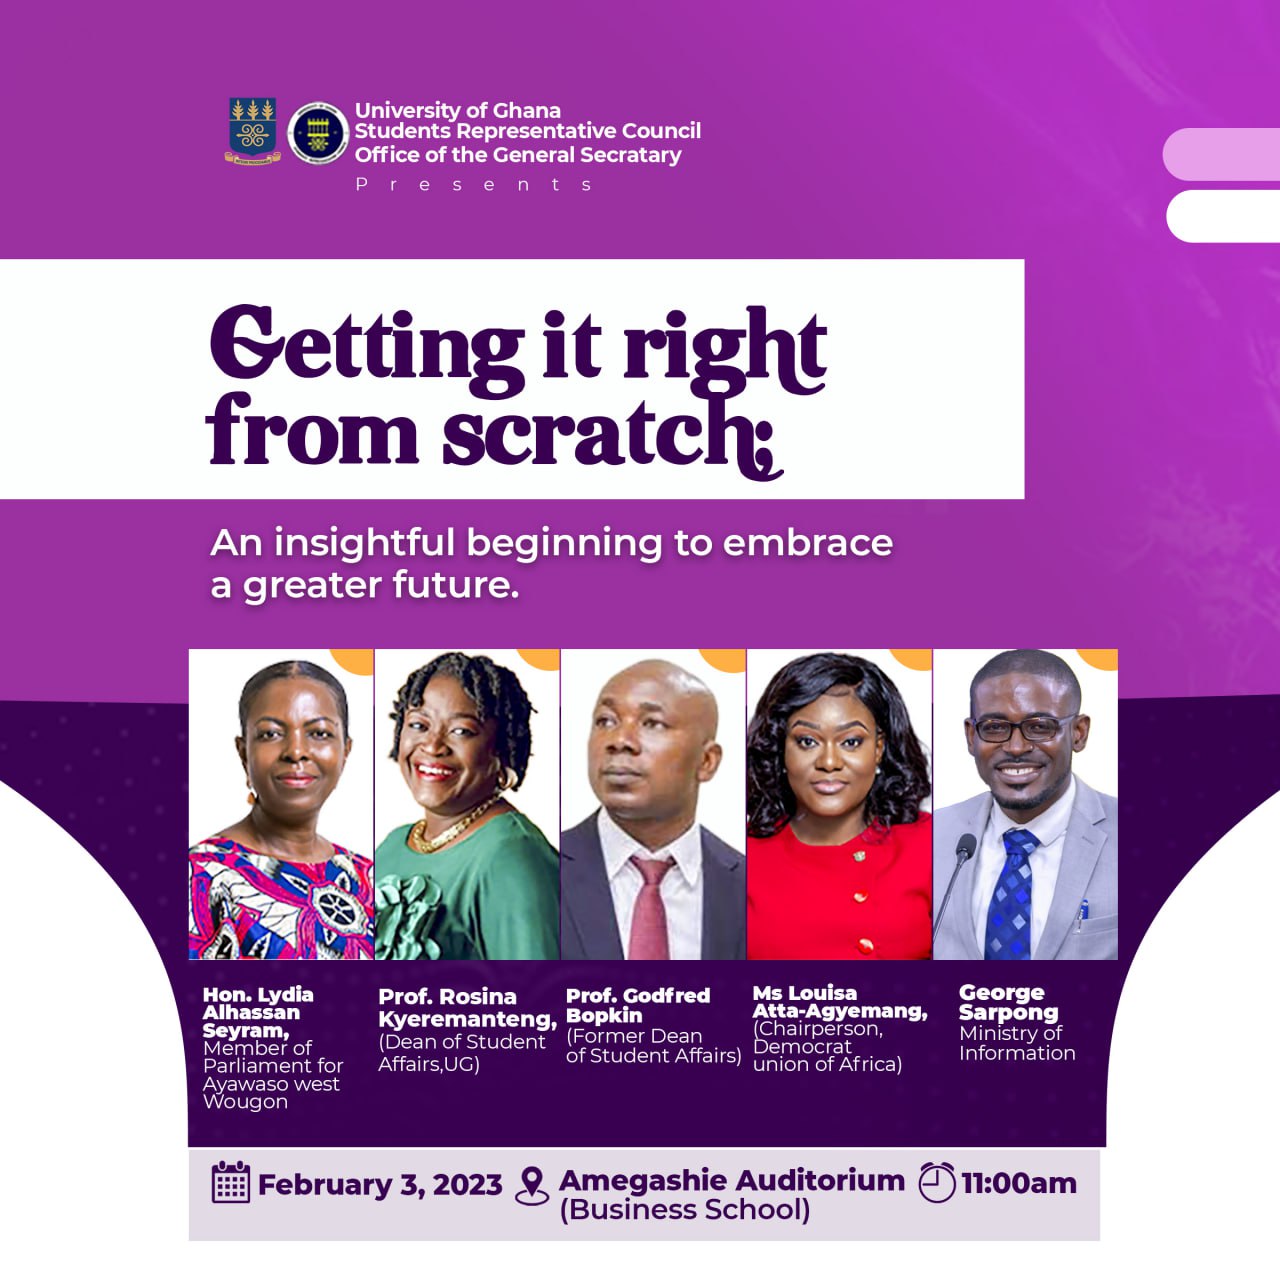 University of Ghana
Students Representative Council
Office of the General Secratary
Presents
Getting it right
from scratch;
An insightful beginning to embrace
a greater future.
Hon. Lydia
Alhassan
Seyram,
Member of
Parliament for
Ayawaso west
Wougon
Prof. Rosina
Kyeremanteng,
(Dean of Student
Affairs,UG)
Prof. Godfred
Bopkin
(Former Dean
of Student Affairs)
Ms Louisa
Atta-Agyemang,
(Chairperson,
Democrat
union of Africa)
George
Sarpong
Ministry of
Information
February 3, 2023
Amegashie Auditorium
(Business School)
11:00am